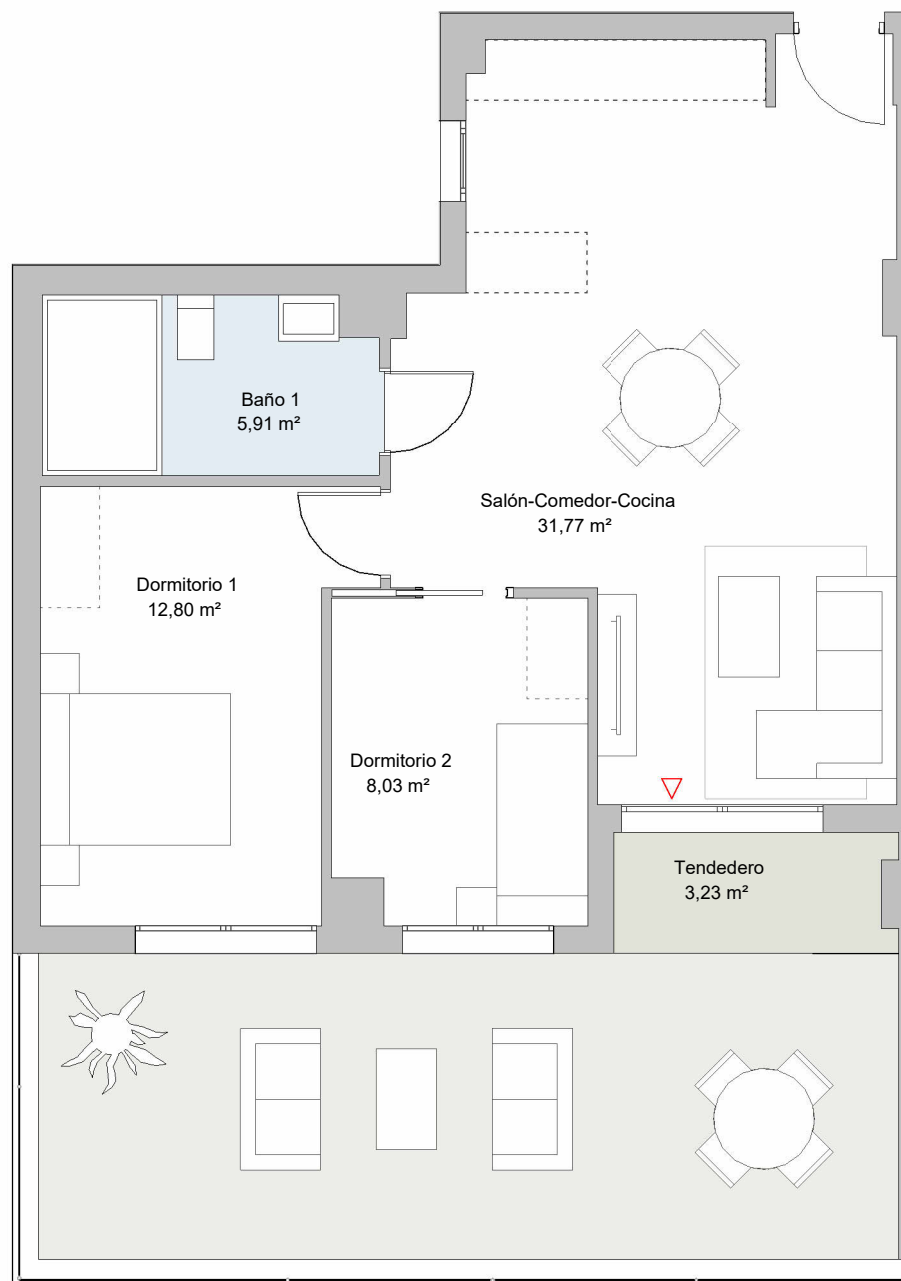 Baño 1
5,91 m²
Salón-Comedor-Cocina
31,77 m²
Dormitorio 1
12,80 m²
Dormitorio 2
8,03 m²
Tendedero
3,23 m²